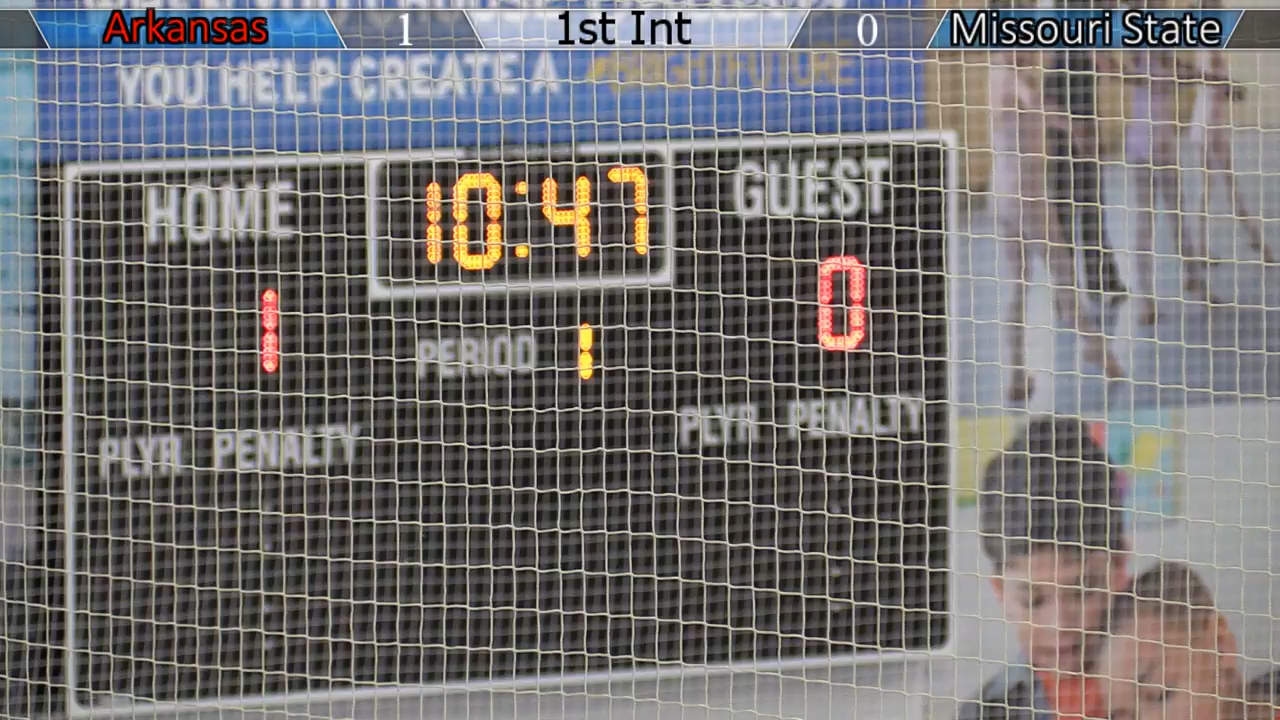 Arkansas 1 1st Int 0 Missouri State
YOU HELP CREATE A #BRIGHTFUTURE
HOME 10:47 GUEST
1 PERIOD 1 0
PLYR PENALTY PLYR PENALTY